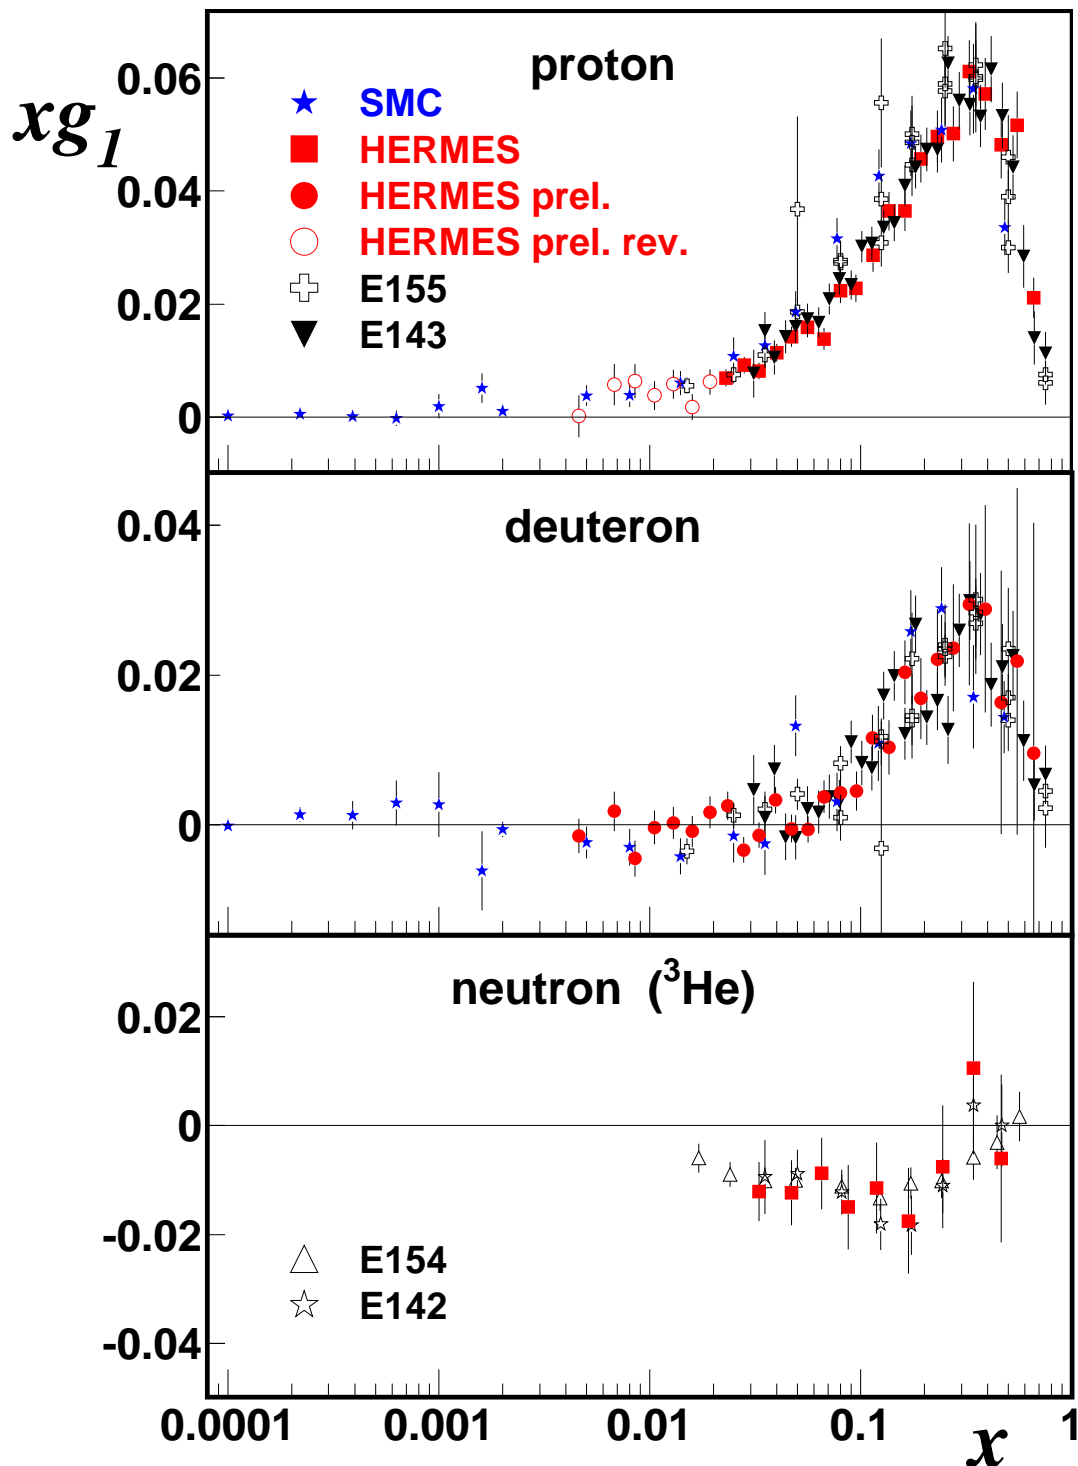 proton
0.06
xg1
SMC
HERMES
0.04
HERMES prel.
HERMES prel. rev.
E155
0.02
E143
0
deuteron
0.04
0.02
0
neutron (³He)
0.02
0
-0.02
E154
E142
-0.04
0.0001 0.001 0.01 0.1 1
x